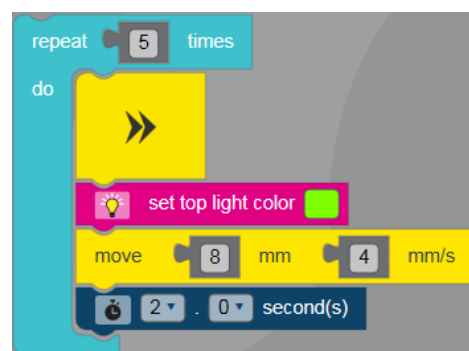 repeat 5 times
do
set top light color
move 8 mm 4 mm/s
2 . 0 second(s)